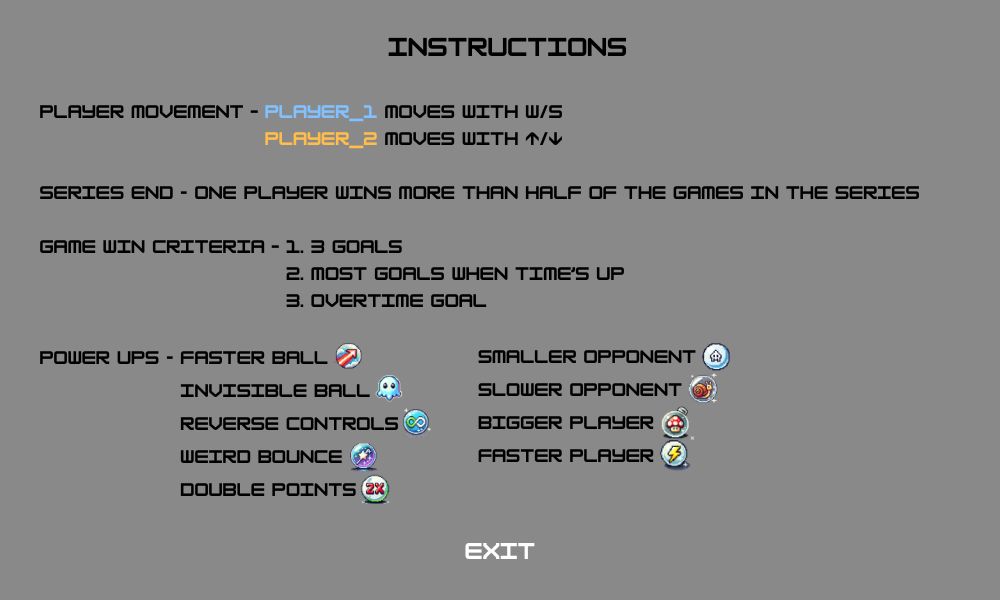 INSTRUCTIONS
PLAYER MOVEMENT - PLAYER_1 MOVES WITH W/S
PLAYER_2 MOVES WITH ↑/↓
SERIES END - ONE PLAYER WINS MORE THAN HALF OF THE GAMES IN THE SERIES
GAME WIN CRITERIA - 1. 3 GOALS
2. MOST GOALS WHEN TIME'S UP
3. OVERTIME GOAL
POWER UPS - FASTER BALL
INVISIBLE BALL
REVERSE CONTROLS
WEIRD BOUNCE
DOUBLE POINTS 2X
SMALLER OPPONENT
SLOWER OPPONENT
BIGGER PLAYER
FASTER PLAYER
EXIT